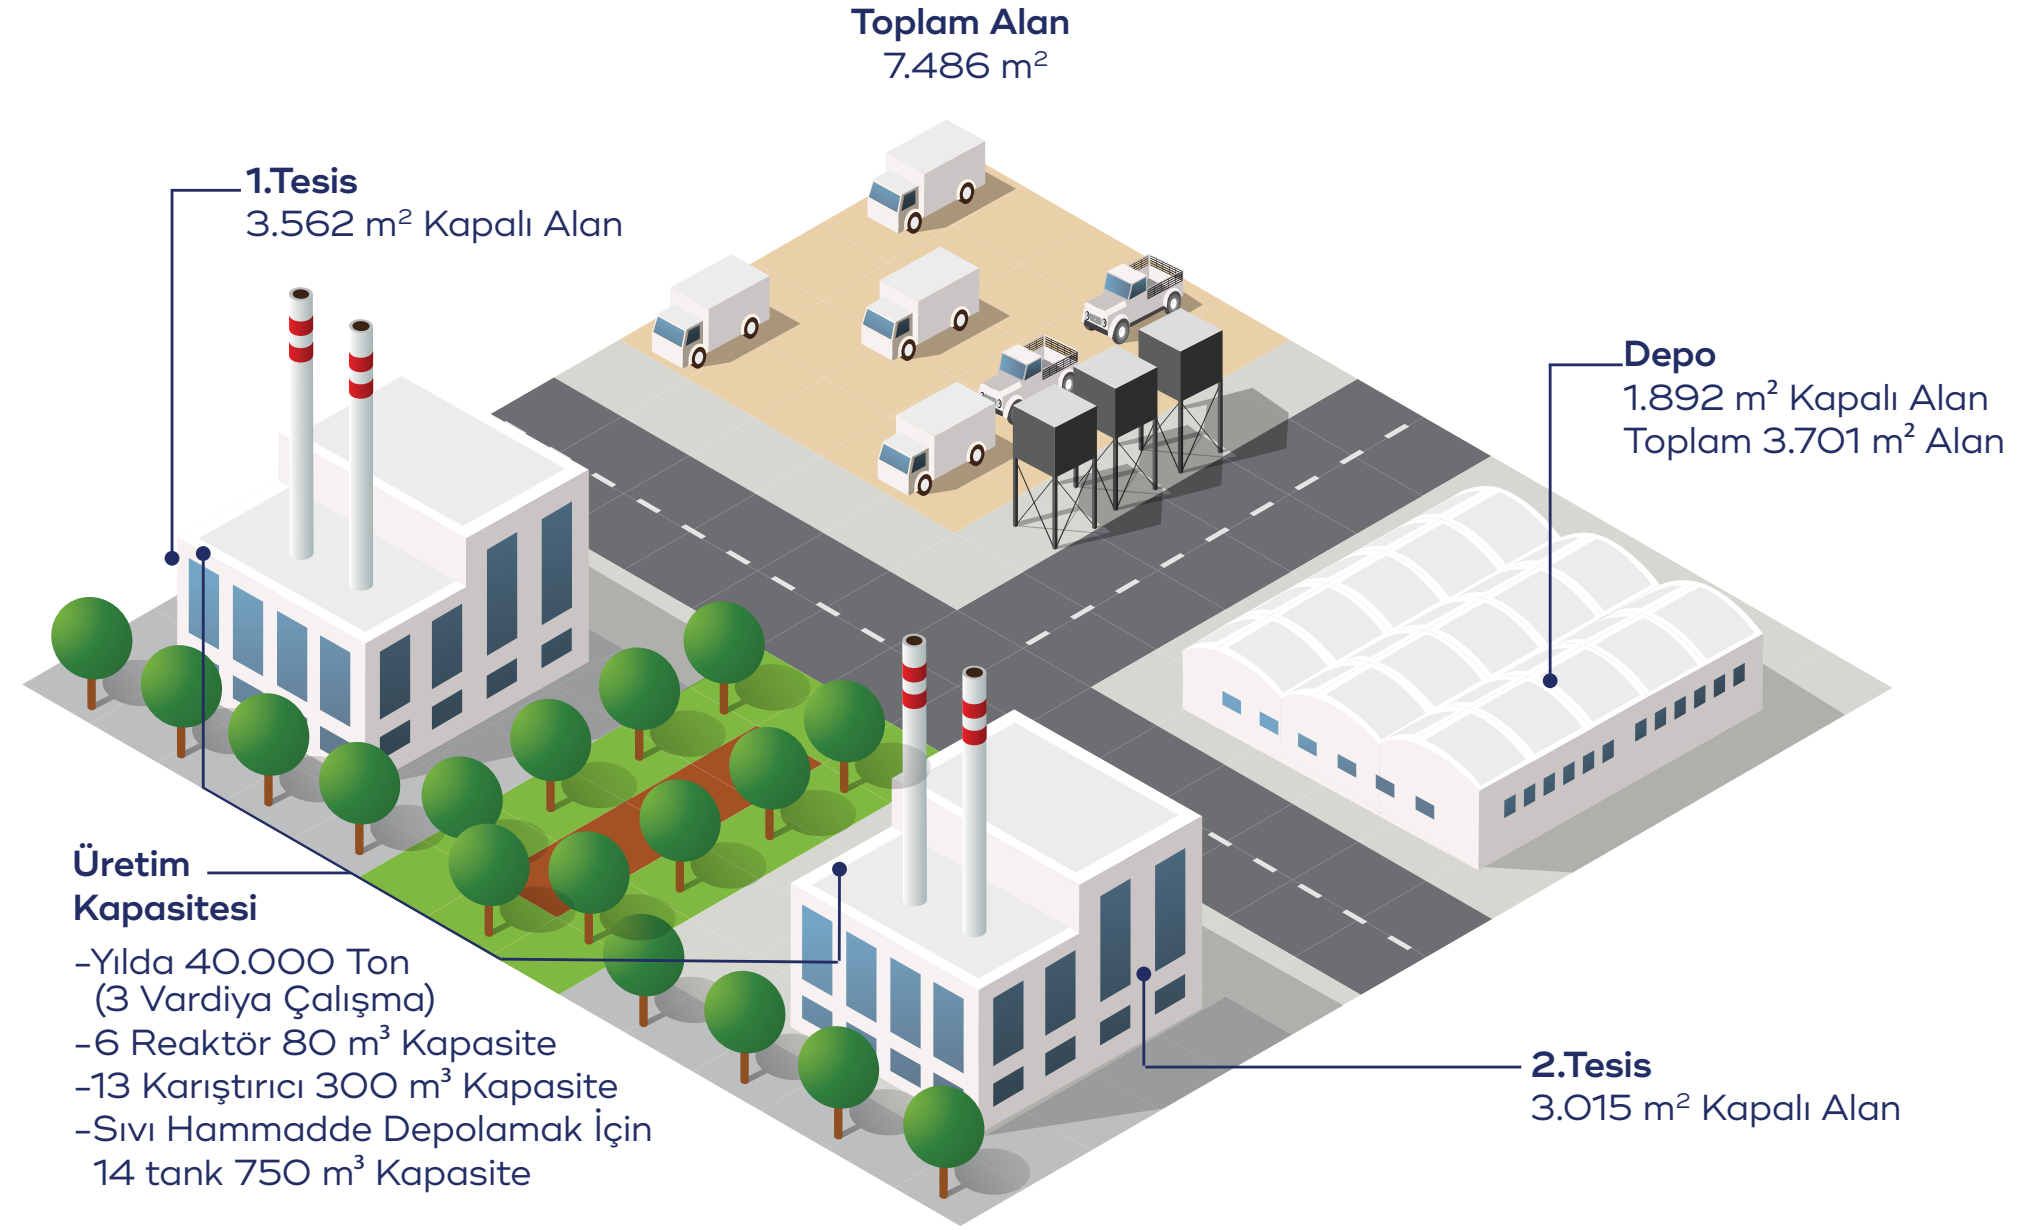 Toplam Alan
7.486 m²
1.Tesis
3.562 m² Kapalı Alan
Depo
1.892 m² Kapalı Alan
Toplam 3.701 m² Alan
Üretim
Kapasitesi
-Yılda 40.000 Ton
(3 Vardiya Çalışma)
-6 Reaktör 80 m³ Kapasite
-13 Karıştırıcı 300 m³ Kapasite
-Sıvı Hammadde Depolamak İçin
14 tank 750 m³ Kapasite
2.Tesis
3.015 m² Kapalı Alan